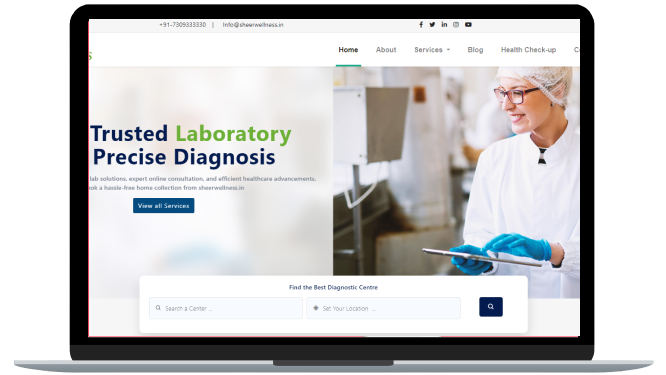 +91-7309333330 | Info@sheerwellness.in
S
Home About Services Blog Health Check-up
Trusted Laboratory
Precise Diagnosis
lab solutions, expert online consultation, and efficient healthcare advancements,
ok a hassle-free home collection from sheerwellness.in
View all Services
Find the Best Diagnostic Centre
Search a Center ...
Set Your Location ...